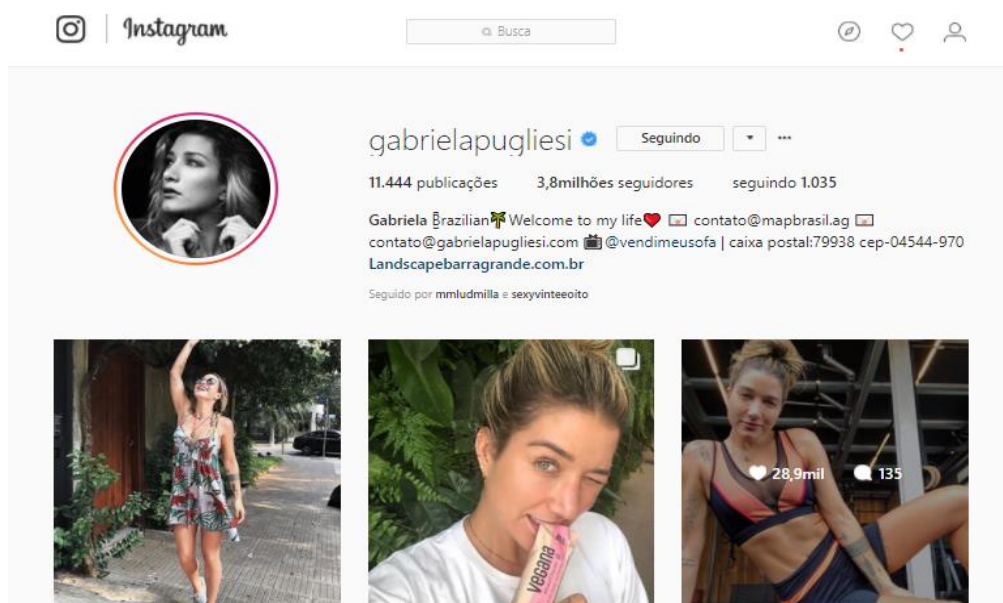 Instagram
Busca
gabrielapugliesi Seguindo
11.444 publicações 3,8milhões seguidores seguindo 1.035
Gabriela Brazilian🌴Welcome to my life❤️ 💌 contato@mapbrasil.ag 💌
contato@gabrielapugliesi.com 📺@vendimeusofa | caixa postal:79938 cep-04544-970
Landscapebarragrande.com.br
Seguido por mmludmilla e sexyvinteeoito
28,9mil 135
vegana